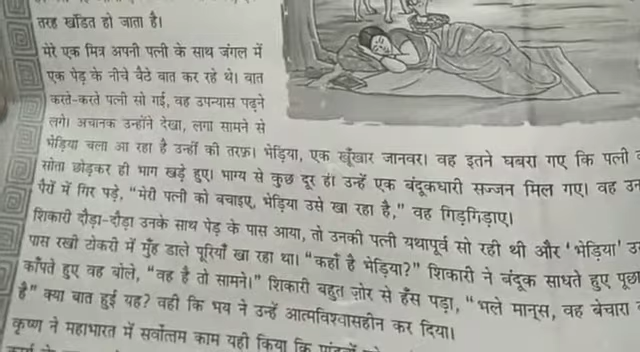 तरह खंडित हो जाता है।
मेरे एक मित्र अपनी पत्नी के साथ जंगल में
एक पेड़ के नीचे बैठे बात कर रहे थे। बात
करते-करते पत्नी सो गई, वह उपन्यास पढ़ने
लगे। अचानक उन्होंने देखा, लगा सामने से
भेड़िया चला आ रहा है उन्हीं की तरफ़। भेड़िया, एक खूँखार जानवर। वह इतने घबरा गए कि पत्नी
सोता छोड़कर ही भाग खड़े हुए। भाग्य से कुछ दूर ही उन्हें एक बंदूकधारी सज्जन मिल गए। वह उन
पैरों में गिर पड़े, “मेरी पत्नी को बचाइए, भेड़िया उसे खा रहा है,” वह गिड़गिड़ाए।
शिकारी दौड़ा-दौड़ा उनके साथ पेड़ के पास आया, तो उनकी पत्नी यथापूर्व सो रही थी और ‘भेड़िया’
पास रखी टोकरी में मुँह डाले पूरियाँ खा रहा था। “कहाँ है भेड़िया?” शिकारी ने बंदूक साधते हुए पूछा
काँपते हुए वह बोले, “वह है तो सामने।” शिकारी बहुत ज़ोर से हँस पड़ा, “भले मानुस, वह बेचारा
है” क्या बात हुई यह? वही कि भय ने उन्हें आत्मविश्वासहीन कर दिया।
कृष्ण ने महाभारत में सर्वोत्तम काम यही किया कि